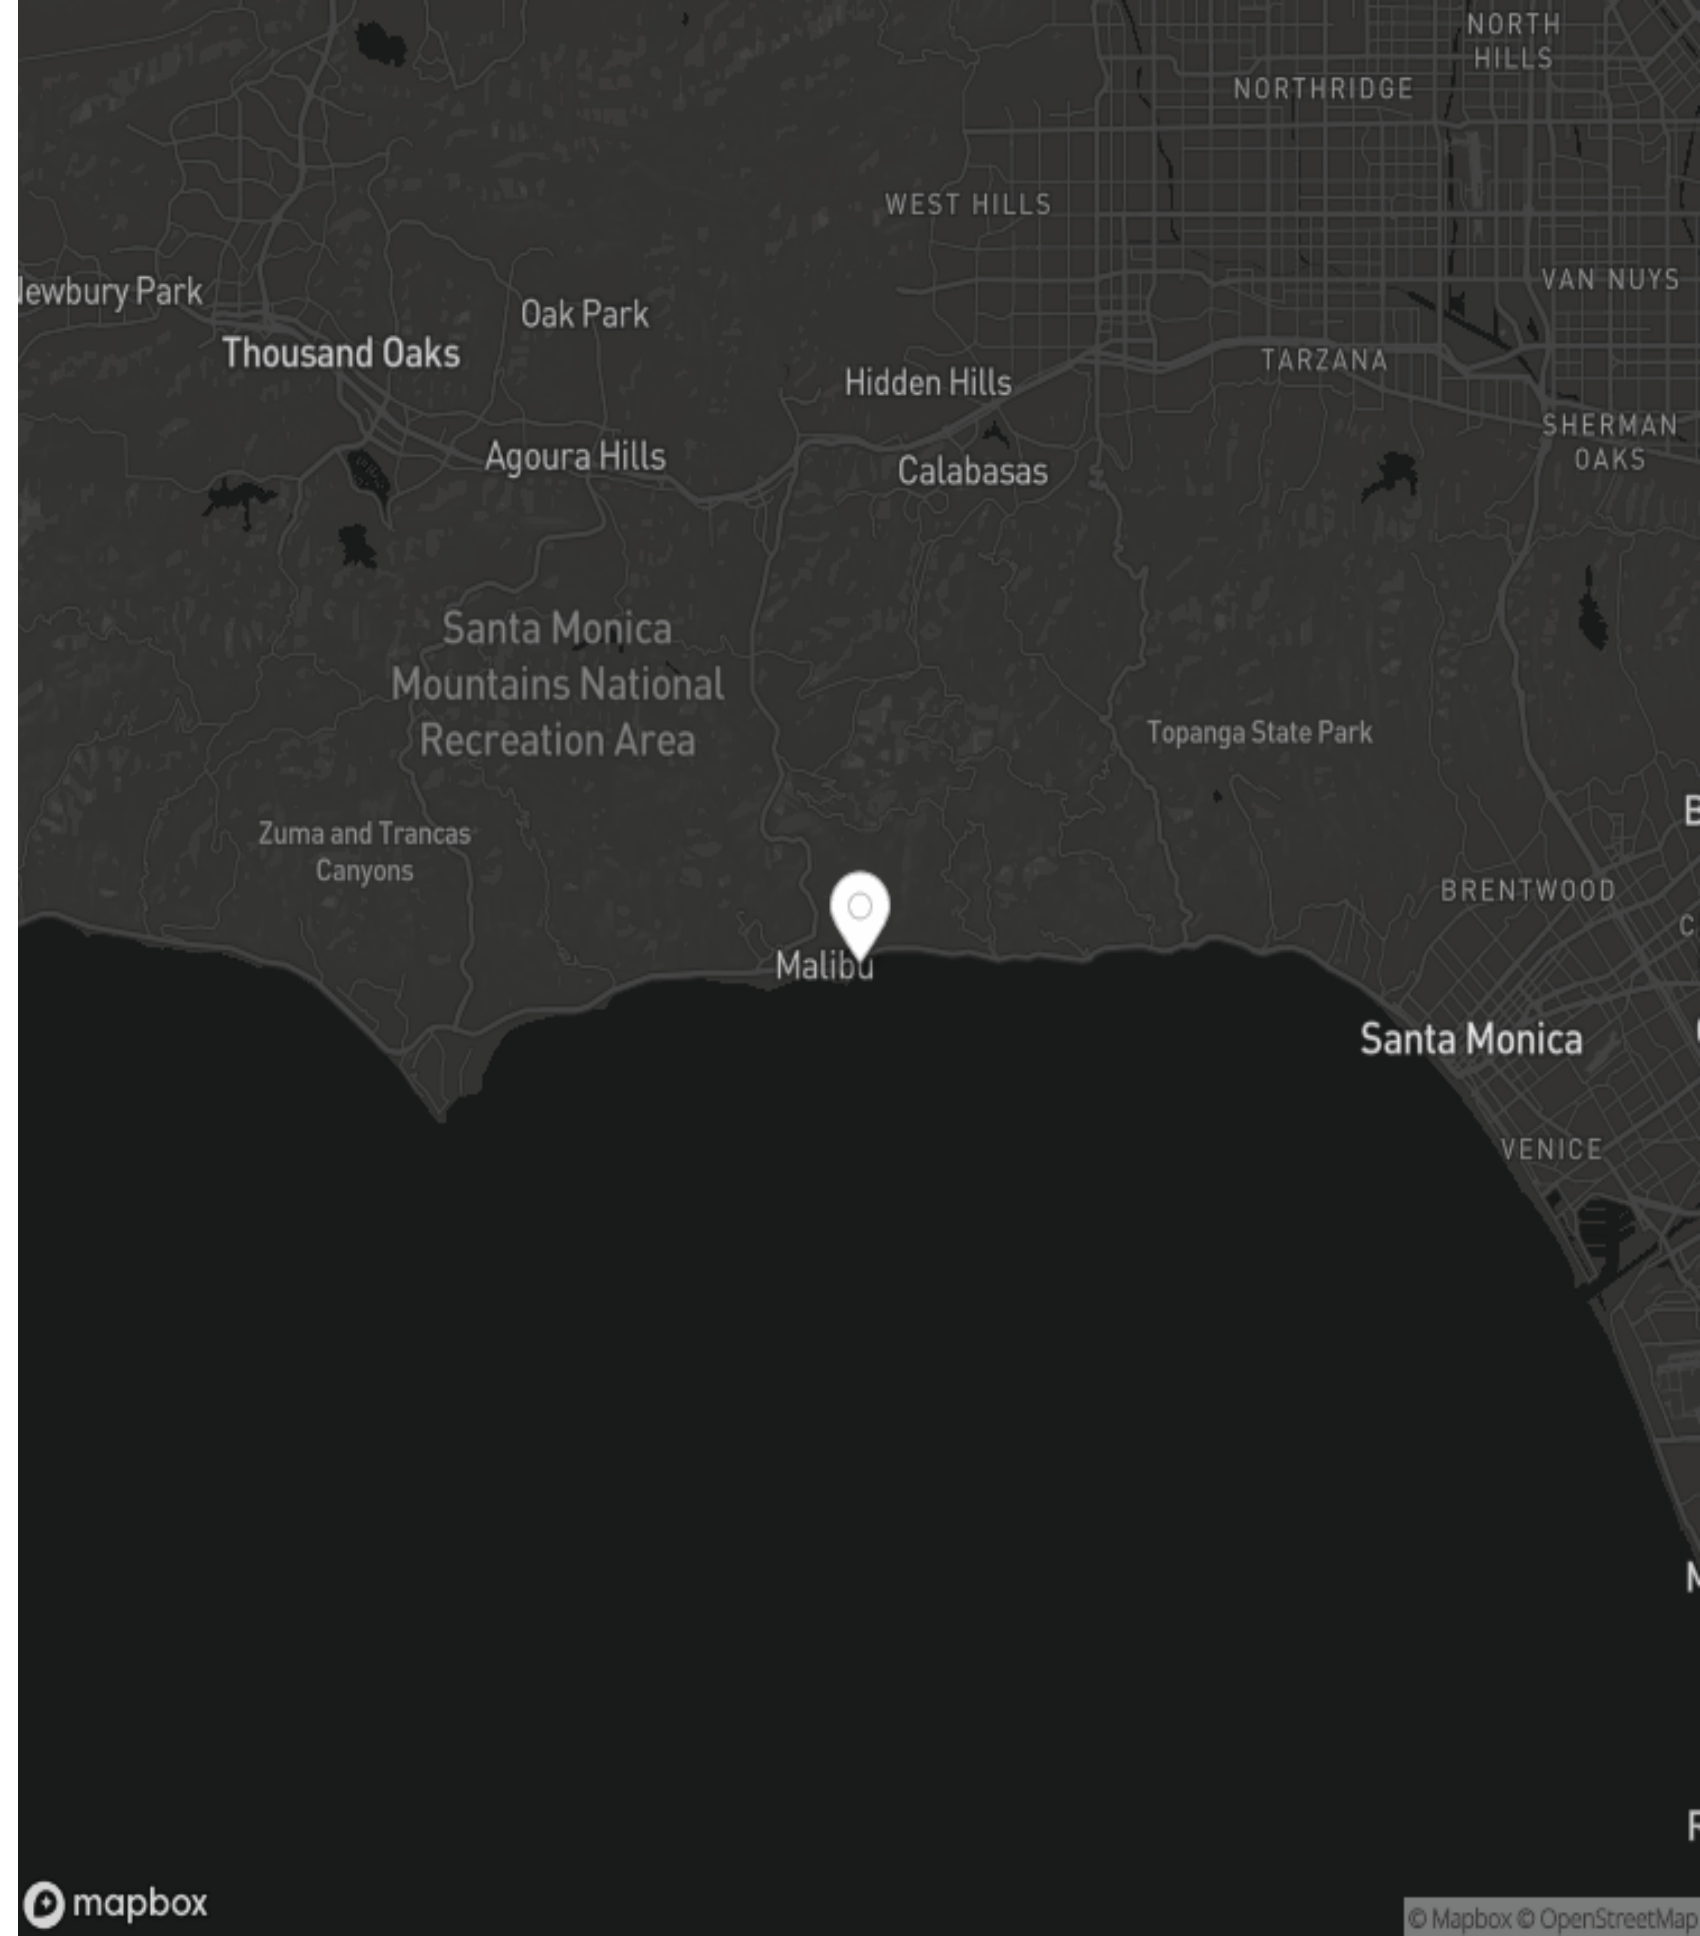 NORTH
HILLS
NORTHRIDGE
WEST HILLS
VAN NUYS
Newbury Park
Oak Park
Thousand Oaks
TARZANA
Hidden Hills
SHERMAN
OAKS
Agoura Hills
Calabasas
Santa Monica
Mountains National
Recreation Area
Topanga State Park
Zuma and Trancas
Canyons
BRENTWOOD
Malibu
Santa Monica
VENICE
mapbox
© Mapbox © OpenStreetMap